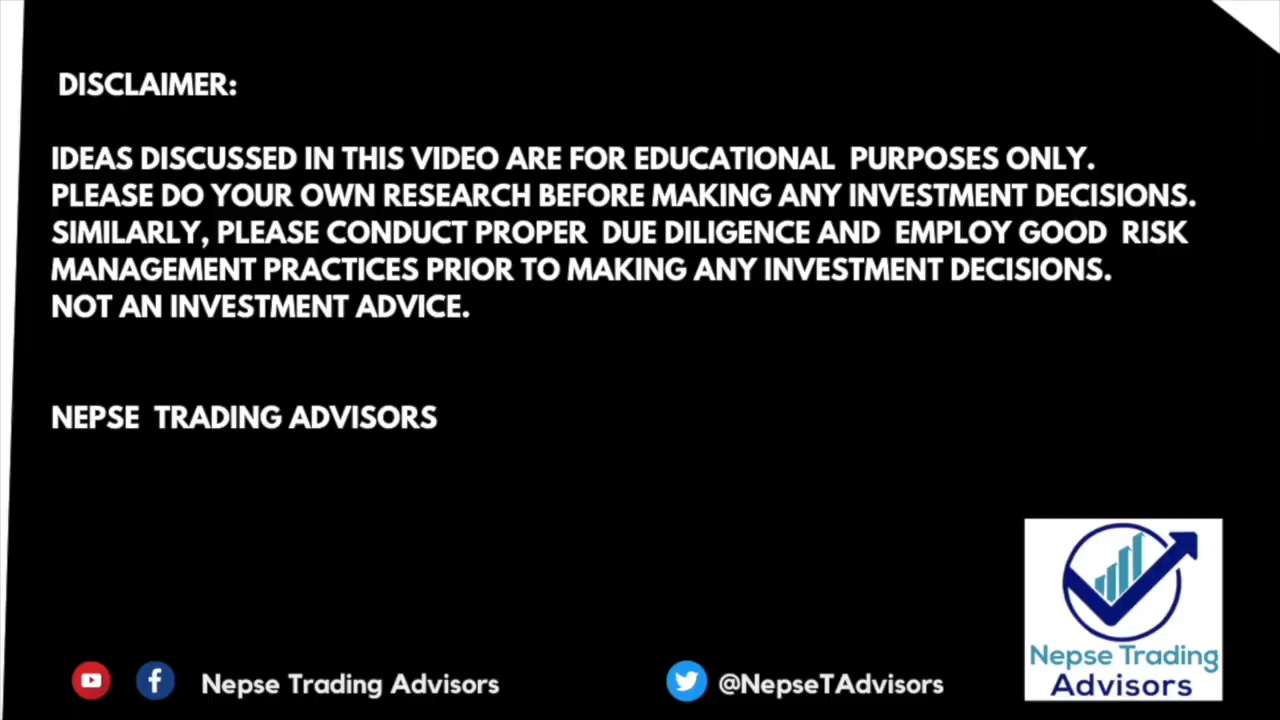 DISCLAIMER:
IDEAS DISCUSSED IN THIS VIDEO ARE FOR EDUCATIONAL PURPOSES ONLY.
PLEASE DO YOUR OWN RESEARCH BEFORE MAKING ANY INVESTMENT DECISIONS.
SIMILARLY, PLEASE CONDUCT PROPER DUE DILIGENCE AND EMPLOY GOOD RISK
MANAGEMENT PRACTICES PRIOR TO MAKING ANY INVESTMENT DECISIONS.
NOT AN INVESTMENT ADVICE.
NEPSE TRADING ADVISORS
Nepse Trading
Advisors
Nepse Trading Advisors
@NepseTAdvisors